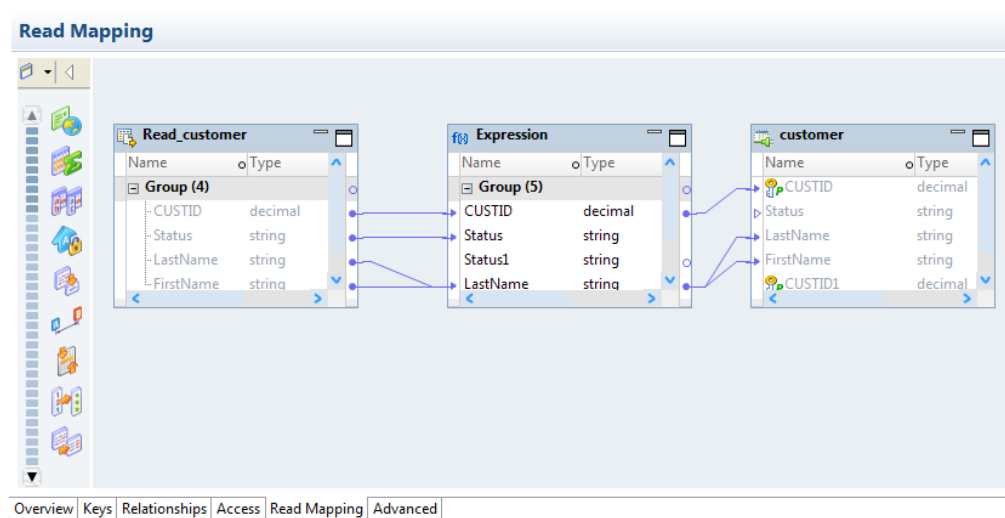 Read Mapping
Read_customer
Name Type
Group (4)
CUSTID decimal
Status string
LastName string
FirstName string
f(x) Expression
Name Type
Group (5)
CUSTID decimal
Status string
Status1 string
LastName string
customer
Name Type
CUSTID decimal
Status string
LastName string
FirstName string
CUSTID1 decimal
Overview Keys Relationships Access Read Mapping Advanced